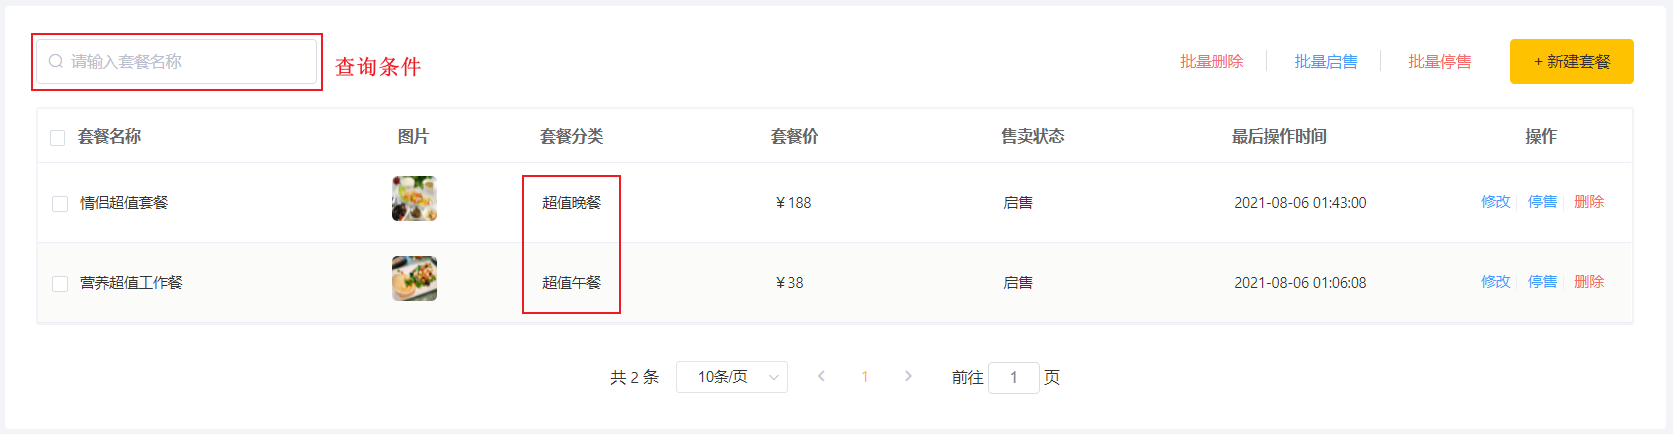 请输入套餐名称 查询条件 批量删除 批量启售 批量停售 + 新建套餐
套餐名称 图片 套餐分类 套餐价 售卖状态 最后操作时间 操作
情侣超值套餐 超值晚餐 ￥188 启售 2021-08-06 01:43:00 修改 停售 删除
营养超值工作餐 超值午餐 ￥38 启售 2021-08-06 01:06:08 修改 停售 删除
共 2 条 10条/页 1 前往 1 页